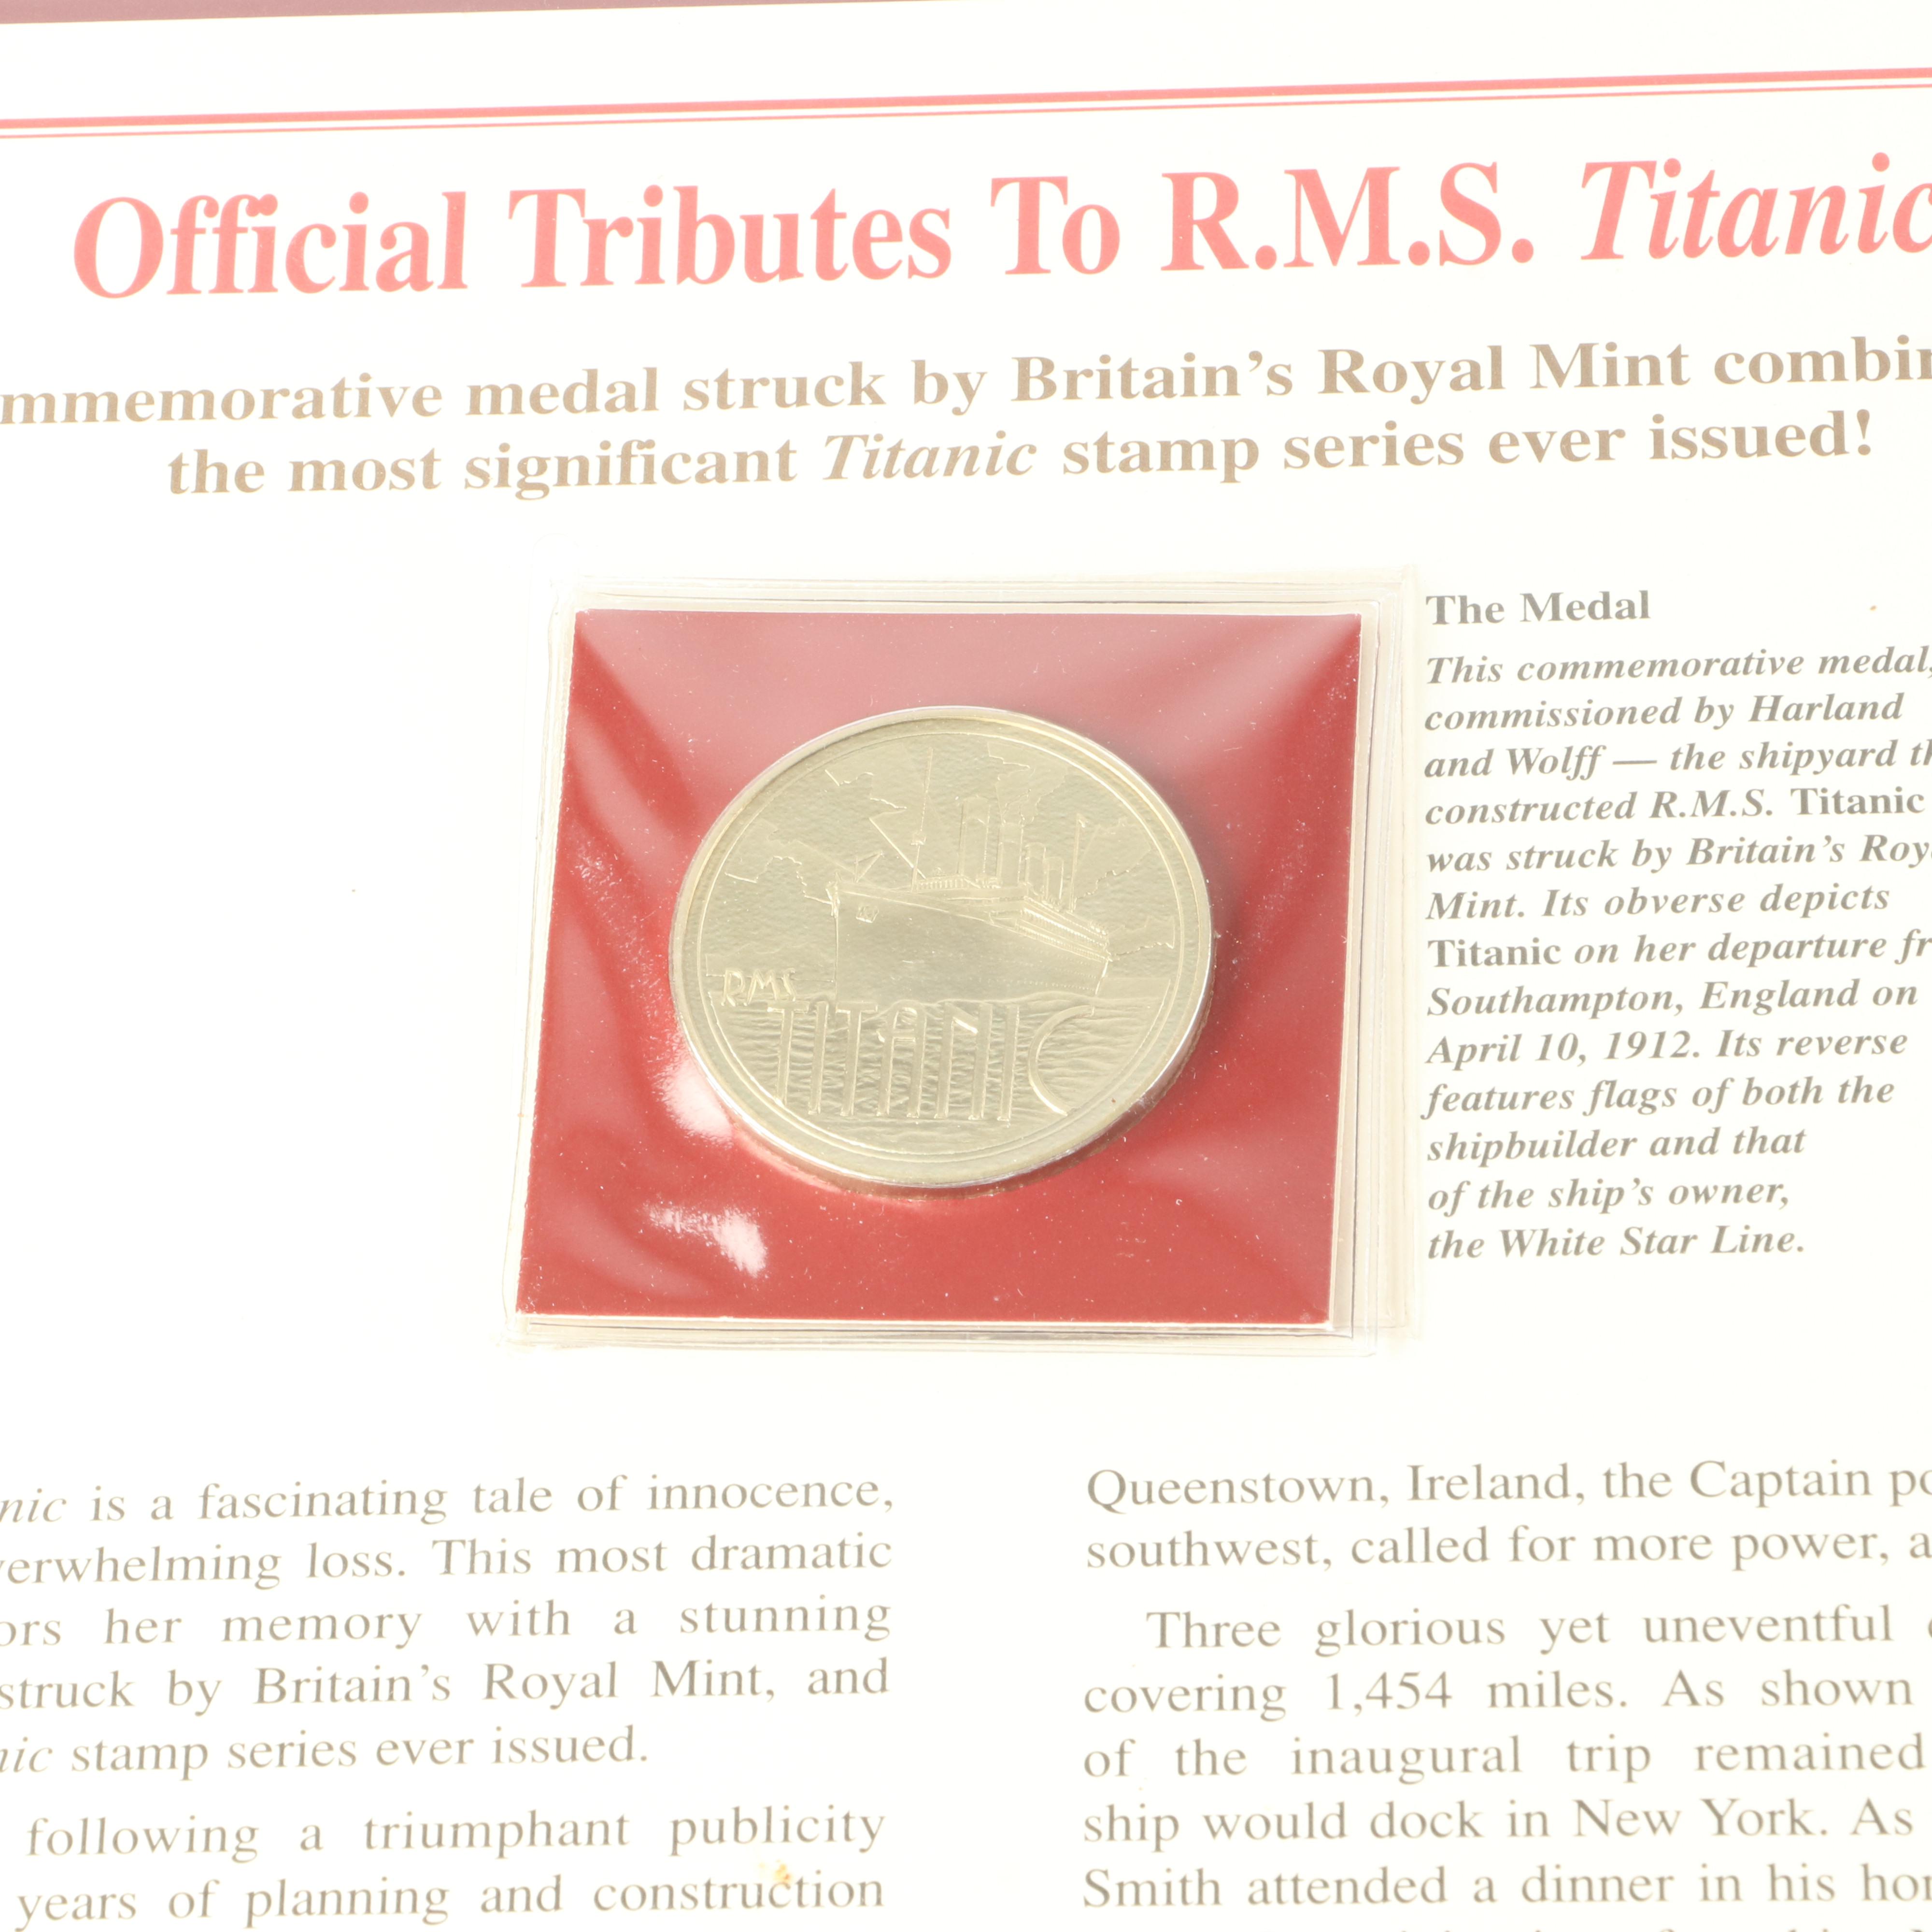 Official Tributes To R.M.S. Titanic
mmemorative medal struck by Britain's Royal Mint combin
the most significant Titanic stamp series ever issued!
RMS
TITANIC
The Medal
This commemorative medal,
commissioned by Harland
and Wolff — the shipyard th
constructed R.M.S. Titanic
was struck by Britain's Roy
Mint. Its obverse depicts
Titanic on her departure fr
Southampton, England on
April 10, 1912. Its reverse
features flags of both the
shipbuilder and that
of the ship's owner,
the White Star Line.
nic is a fascinating tale of innocence,
verwhelming loss. This most dramatic
ors her memory with a stunning
struck by Britain's Royal Mint, and
nic stamp series ever issued.
following a triumphant publicity
years of planning and construction
Queenstown, Ireland, the Captain po
southwest, called for more power, a
Three glorious yet uneventful
covering 1,454 miles. As shown
of the inaugural trip remained
ship would dock in New York. As
Smith attended a dinner in his hon